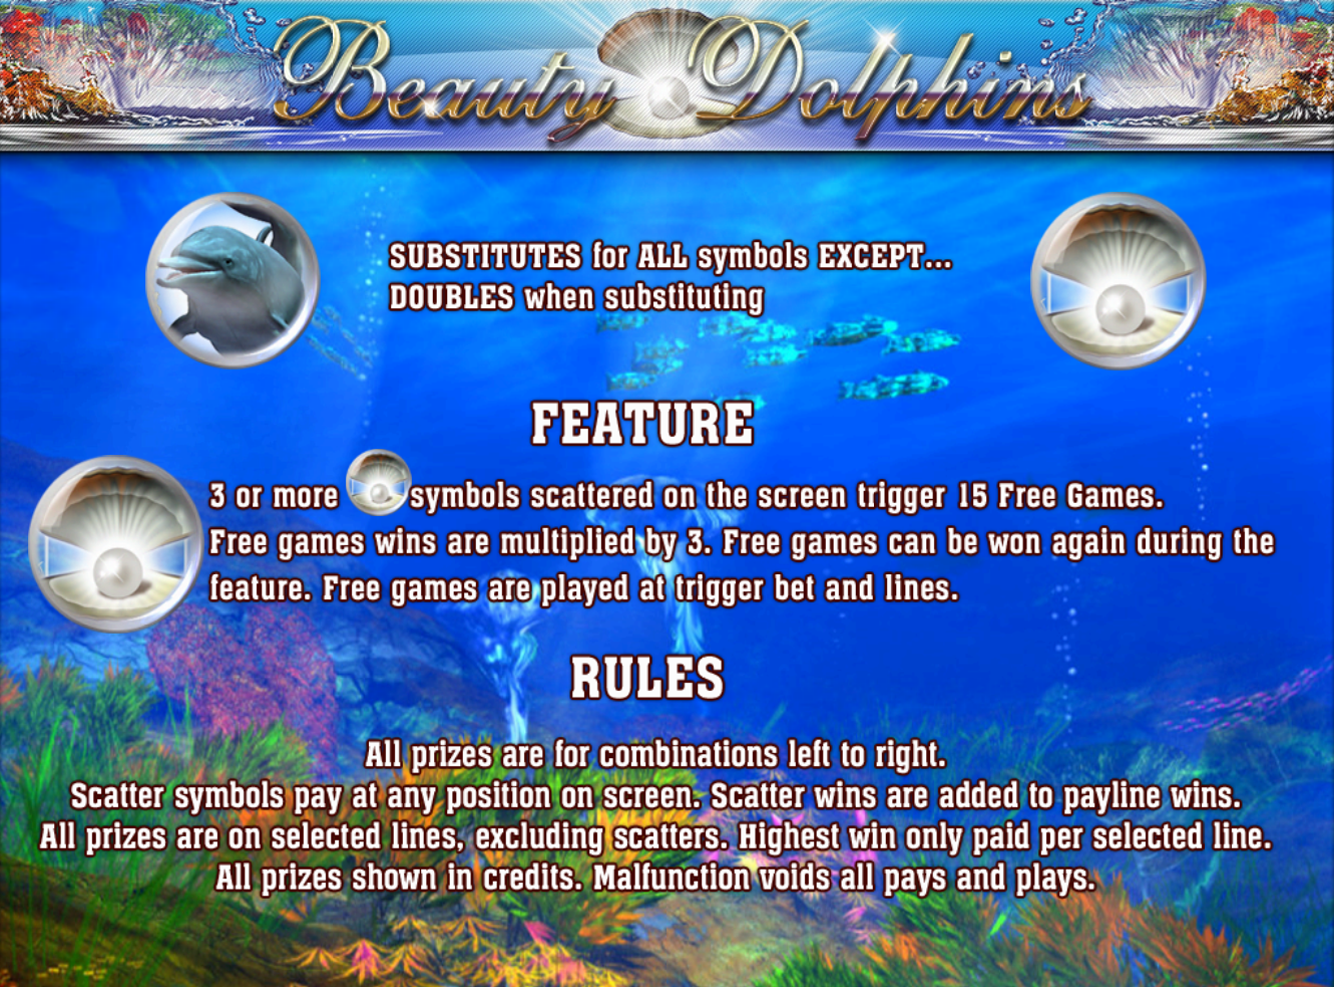 Beauty Dolphins
SUBSTITUTES for ALL symbols EXCEPT...
DOUBLES when substituting
FEATURE
3 or more symbols scattered on the screen trigger 15 Free Games.
Free games wins are multiplied by 3. Free games can be won again during the
feature. Free games are played at trigger bet and lines.
RULES
All prizes are for combinations left to right.
Scatter symbols pay at any position on screen. Scatter wins are added to payline wins.
All prizes are on selected lines, excluding scatters. Highest win only paid per selected line.
All prizes shown in credits. Malfunction voids all pays and plays.